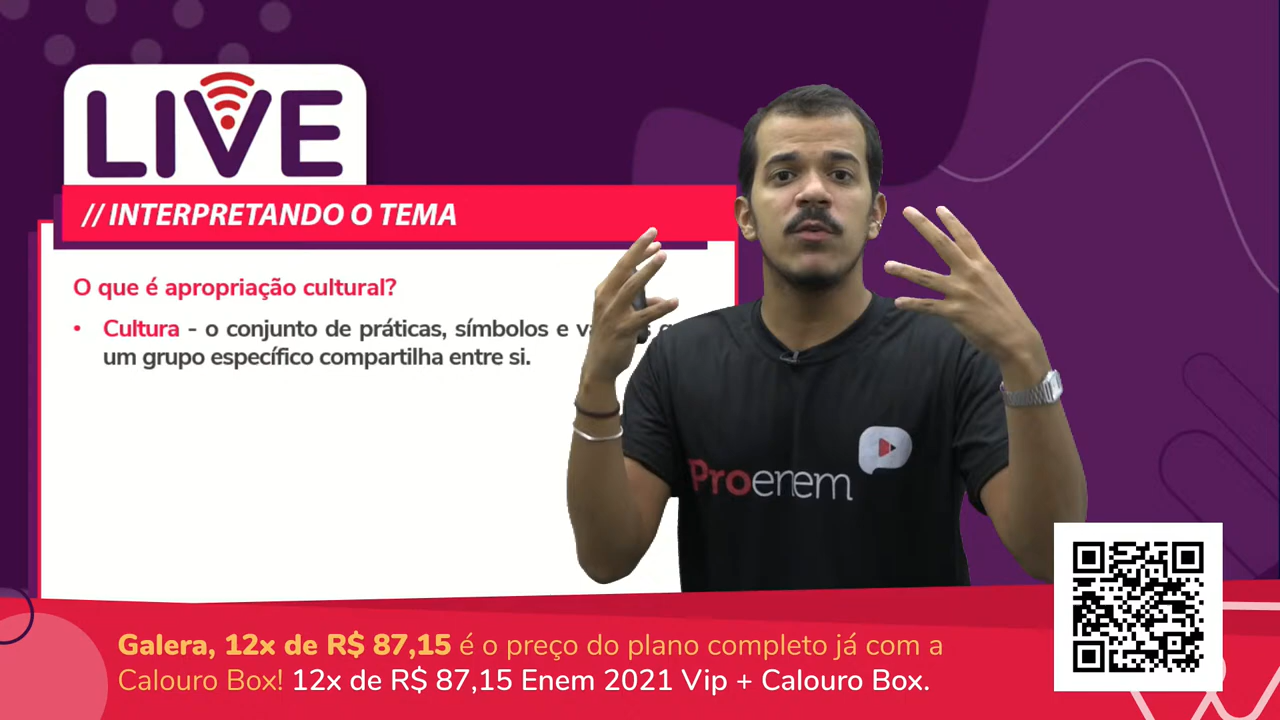 LIVE
// INTERPRETANDO O TEMA
O que é apropriação cultural?
• Cultura - o conjunto de práticas, símbolos e
um grupo específico compartilha entre si.
Proenem
Galera, 12x de R$ 87,15 é o preço do plano completo já com a
Calouro Box! 12x de R$ 87,15 Enem 2021 Vip + Calouro Box.